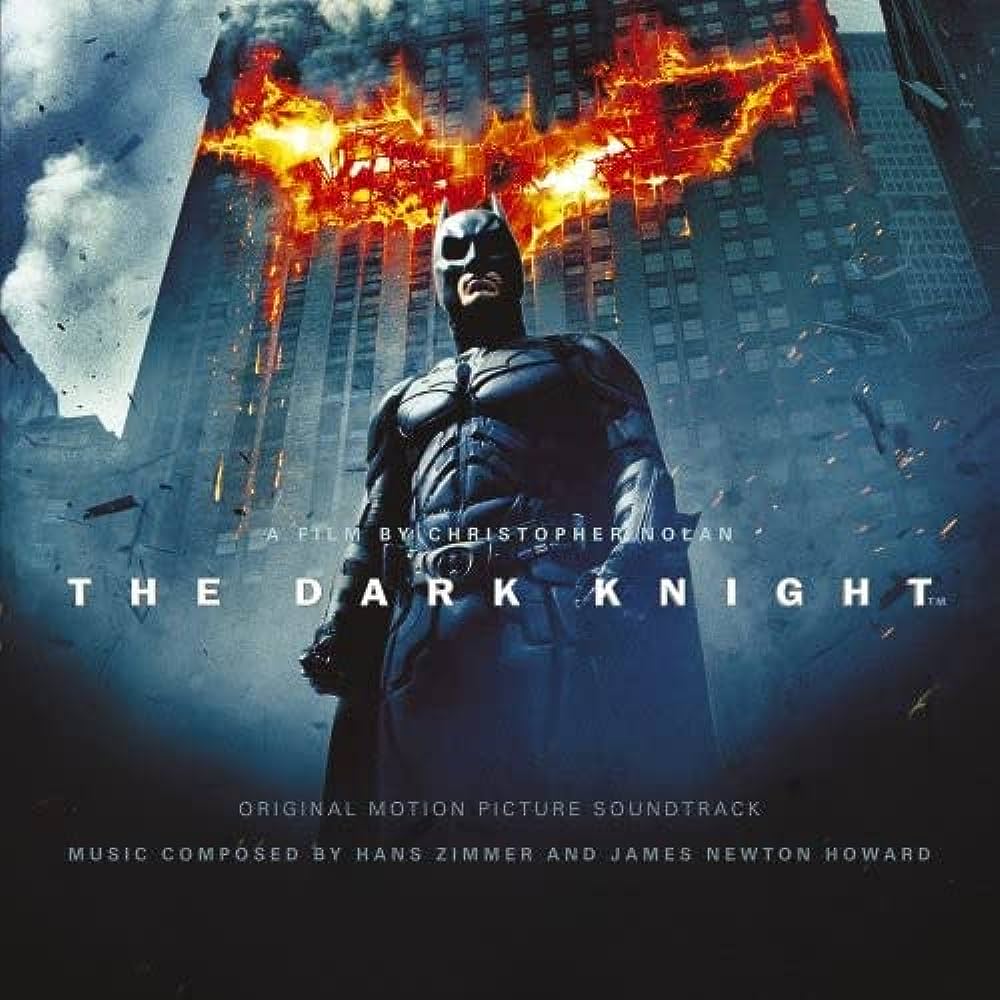 A FILM BY CHRISTOPHER NOLAN
THE DARK KNIGHT™
ORIGINAL MOTION PICTURE SOUNDTRACK
MUSIC COMPOSED BY HANS ZIMMER AND JAMES NEWTON HOWARD